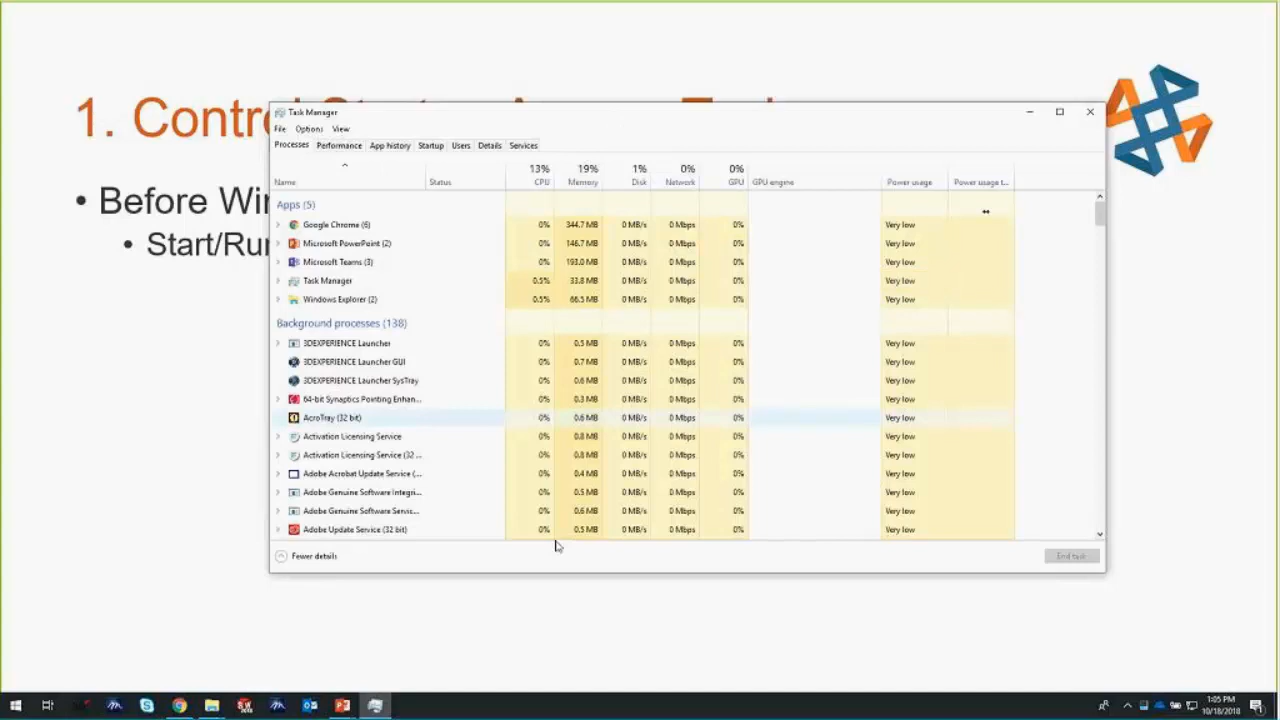 1. Contro
• Before Wi
• Start/Run
Task Manager
File Options View
Processes Performance App history Startup Users Details Services
13% 19% 1% 0% 0%
Name Status CPU Memory Disk Network GPU GPU engine Power usage Power usage t...
Apps (5)
Google Chrome (6) 0% 344.7 MB 0 MB/s 0 Mbps 0% Very low
Microsoft PowerPoint (2) 0% 146.7 MB 0 MB/s 0 Mbps 0% Very low
Microsoft Teams (3) 0% 193.0 MB 0 MB/s 0 Mbps 0% Very low
Task Manager 0.5% 33.8 MB 0 MB/s 0 Mbps 0% Very low
Windows Explorer (2) 0.5% 66.5 MB 0 MB/s 0 Mbps 0% Very low
Background processes (138)
3DEXPERIENCE Launcher 0% 0.5 MB 0 MB/s 0 Mbps 0% Very low
3DEXPERIENCE Launcher GUI 0% 0.7 MB 0 MB/s 0 Mbps 0% Very low
3DEXPERIENCE Launcher SysTray 0% 0.6 MB 0 MB/s 0 Mbps 0% Very low
64-bit Synaptics Pointing Enhan... 0% 0.3 MB 0 MB/s 0 Mbps 0% Very low
AcroTray (32 bit) 0% 0.6 MB 0 MB/s 0 Mbps 0% Very low
Activation Licensing Service 0% 0.8 MB 0 MB/s 0 Mbps 0% Very low
Activation Licensing Service (32 ... 0% 0.8 MB 0 MB/s 0 Mbps 0% Very low
Adobe Acrobat Update Service (... 0% 0.4 MB 0 MB/s 0 Mbps 0% Very low
Adobe Genuine Software Integri... 0% 0.5 MB 0 MB/s 0 Mbps 0% Very low
Adobe Genuine Software Servic... 0% 0.6 MB 0 MB/s 0 Mbps 0% Very low
Adobe Update Service (32 bit) 0% 0.5 MB 0 MB/s 0 Mbps 0% Very low
Fewer details End task
1:05 PM
10/18/2018